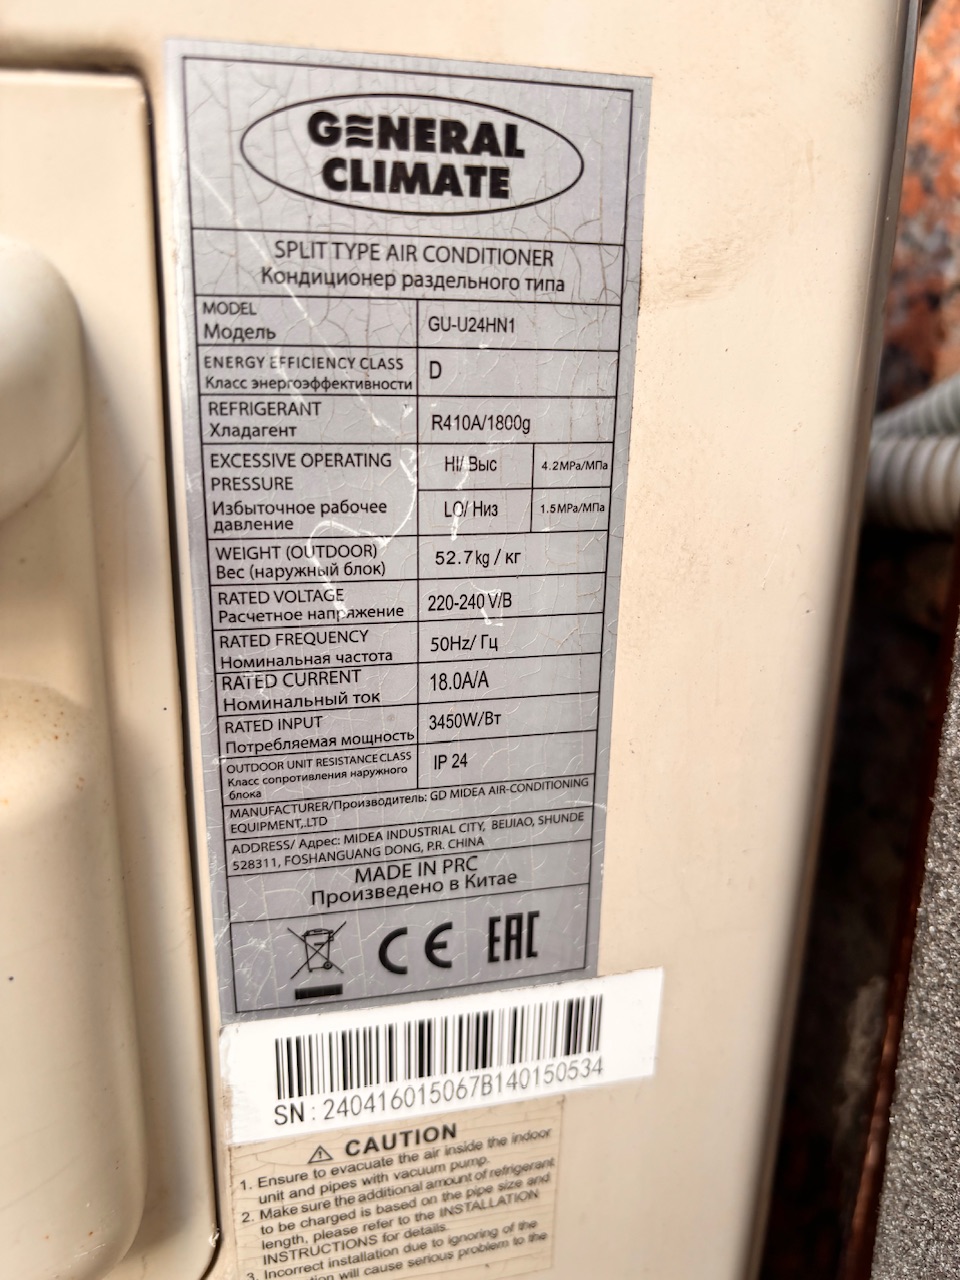 GENERAL
CLIMATE
SPLIT TYPE AIR CONDITIONER
Кондиционер раздельного типа
MODEL
Модель
GU-U24HN1
ENERGY EFFICIENCY CLASS
Класс энергоэффективности
D
REFRIGERANT
Хладагент
R410A/1800g
EXCESSIVE OPERATING
PRESSURE
Избыточное рабочее
давление
HI/ Выс
4.2MPa/МПа
LO/ Низ
1.5MPa/МПа
WEIGHT (OUTDOOR)
Вес (наружный блок)
52.7kg / кг
RATED VOLTAGE
Расчетное напряжение
220-240V/В
RATED FREQUENCY
Номинальная частота
50Hz/ Гц
RATED CURRENT
Номинальный ток
18.0A/А
RATED INPUT
Потребляемая мощность
3450W/Вт
OUTDOOR UNIT RESISTANCE CLASS
Класс сопротивления наружного
блока
IP 24
MANUFACTURER/Производитель: GD MIDEA AIR-CONDITIONING
EQUIPMENT,.LTD
ADDRESS/ Адрес: MIDEA INDUSTRIAL CITY, BEIJIAO, SHUNDE
528311, FOSHANGUANG DONG, P.R. CHINA
MADE IN PRC
Произведено в Китае
CE EAC
SN : 240416015067B140150534
CAUTION
1. Ensure to evacuate the air inside the indoor
unit and pipes with vacuum pump.
2. Make sure the additional amount of refrigerant
to be charged is based on the pipe size and
length, please refer to the INSTALLATION
INSTRUCTIONS for details.
3. Incorrect installation due to ignoring of the
will cause serious problem to the